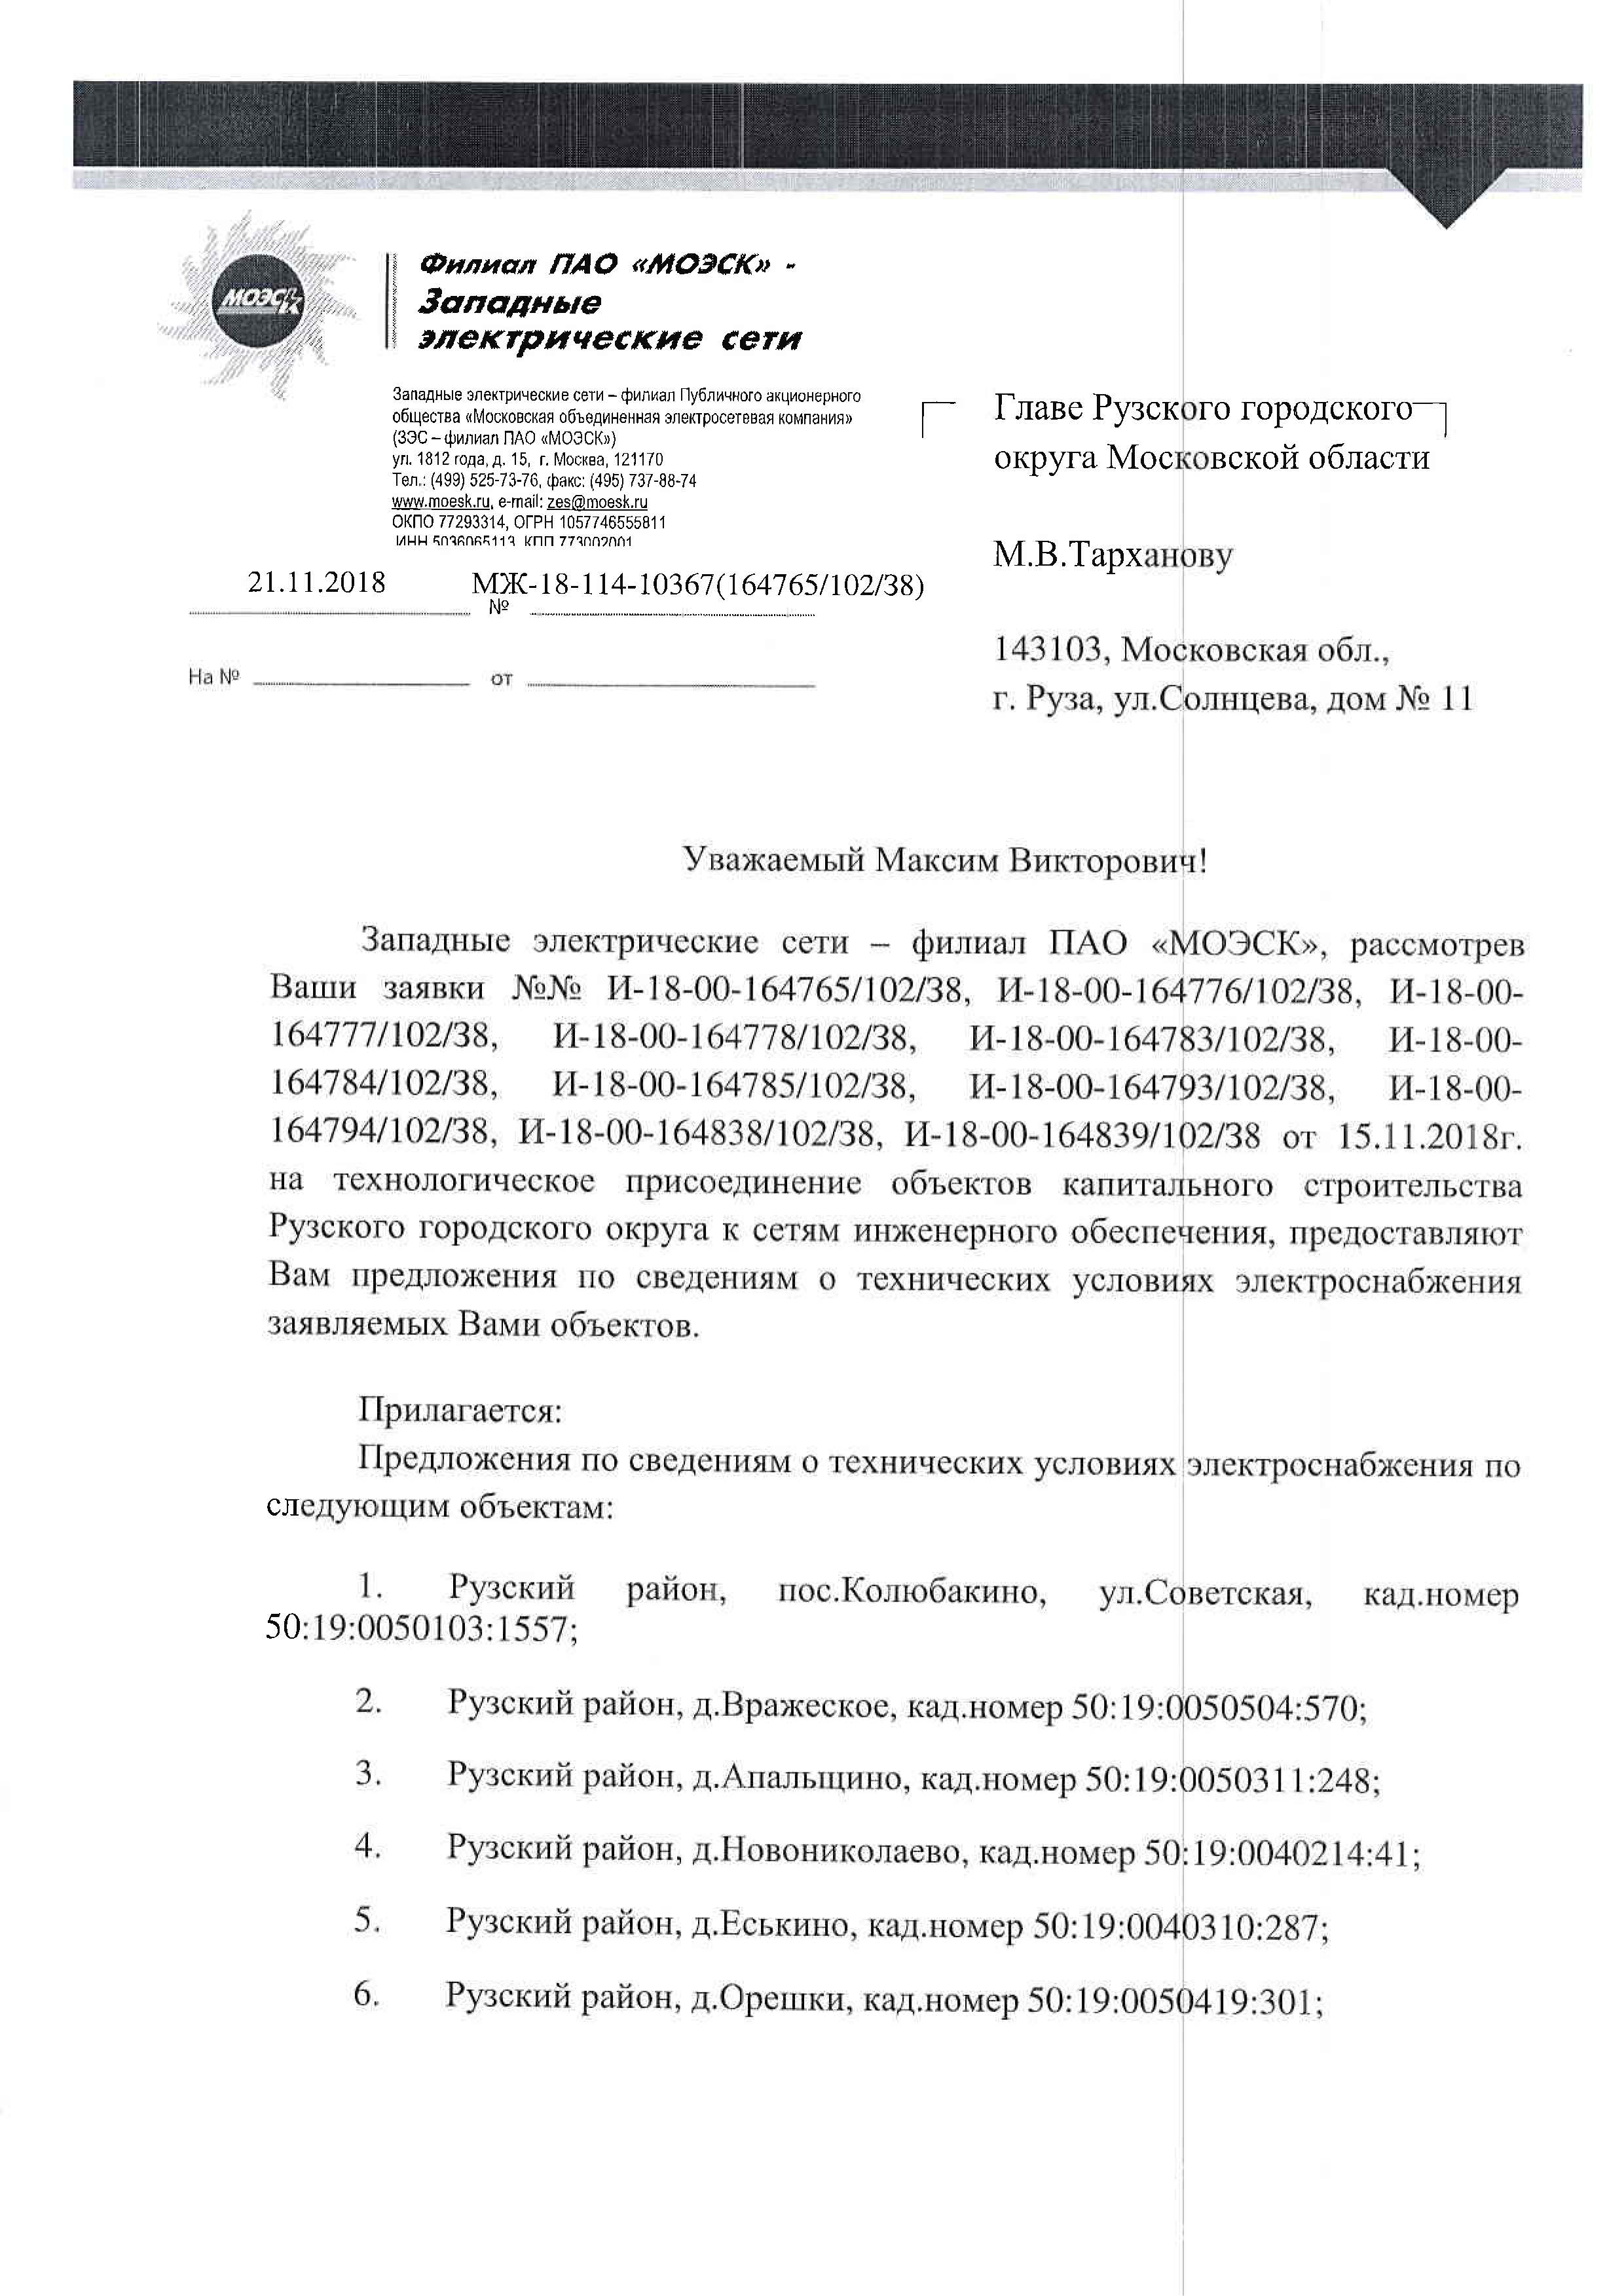 МОЭСК
Филиал ПАО «МОЭСК» -
Западные
электрические сети
Западные электрические сети – филиал Публичного акционерного
общества «Московская объединенная электросетевая компания»
(ЗЭС – филиал ПАО «МОЭСК»)
ул. 1812 года, д. 15, г. Москва, 121170
Тел.: (499) 525-73-76, факс: (495) 737-88-74
www.moesk.ru, e-mail: zes@moesk.ru
ОКПО 77293314, ОГРН 1057746555811
ИНН 5036065113 КПП 773002001
21.11.2018 МЖ-18-114-10367(164765/102/38)
№
На № от
Главе Рузского городского
округа Московской области
М.В.Тарханову
143103, Московская обл.,
г. Руза, ул.Солнцева, дом № 11
Уважаемый Максим Викторович!
Западные электрические сети – филиал ПАО «МОЭСК», рассмотрев
Ваши заявки №№ И-18-00-164765/102/38, И-18-00-164776/102/38, И-18-00-
164777/102/38, И-18-00-164778/102/38, И-18-00-164783/102/38, И-18-00-
164784/102/38, И-18-00-164785/102/38, И-18-00-164793/102/38, И-18-00-
164794/102/38, И-18-00-164838/102/38, И-18-00-164839/102/38 от 15.11.2018г.
на технологическое присоединение объектов капитального строительства
Рузского городского округа к сетям инженерного обеспечения, предоставляют
Вам предложения по сведениям о технических условиях электроснабжения
заявляемых Вами объектов.
Прилагается:
Предложения по сведениям о технических условиях электроснабжения по
следующим объектам:
1. Рузский район, пос.Колюбакино, ул.Советская, кад.номер
50:19:0050103:1557;
2. Рузский район, д.Вражеское, кад.номер 50:19:0050504:570;
3. Рузский район, д.Апальщино, кад.номер 50:19:0050311:248;
4. Рузский район, д.Новониколаево, кад.номер 50:19:0040214:41;
5. Рузский район, д.Еськино, кад.номер 50:19:0040310:287;
6. Рузский район, д.Орешки, кад.номер 50:19:0050419:301;